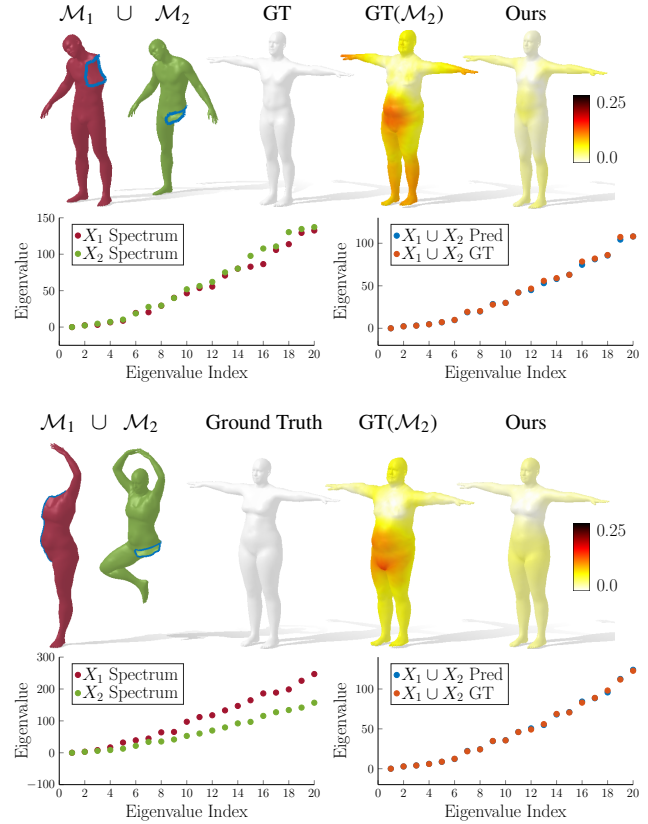 M₁ ∪ M₂ GT GT(M₂) Ours
0.25
0.0
150
100
50
0
Eigenvalue
X₁ Spectrum
X₂ Spectrum
0 2 4 6 8 10 12 14 16 18 20
Eigenvalue Index
100
50
0
Eigenvalue
X₁ ∪ X₂ Pred
X₁ ∪ X₂ GT
0 2 4 6 8 10 12 14 16 18 20
Eigenvalue Index
M₁ ∪ M₂ Ground Truth GT(M₂) Ours
0.25
0.0
300
200
100
0
−100
Eigenvalue
X₁ Spectrum
X₂ Spectrum
0 2 4 6 8 10 12 14 16 18 20
Eigenvalue Index
100
50
0
Eigenvalue
X₁ ∪ X₂ Pred
X₁ ∪ X₂ GT
0 2 4 6 8 10 12 14 16 18 20
Eigenvalue Index